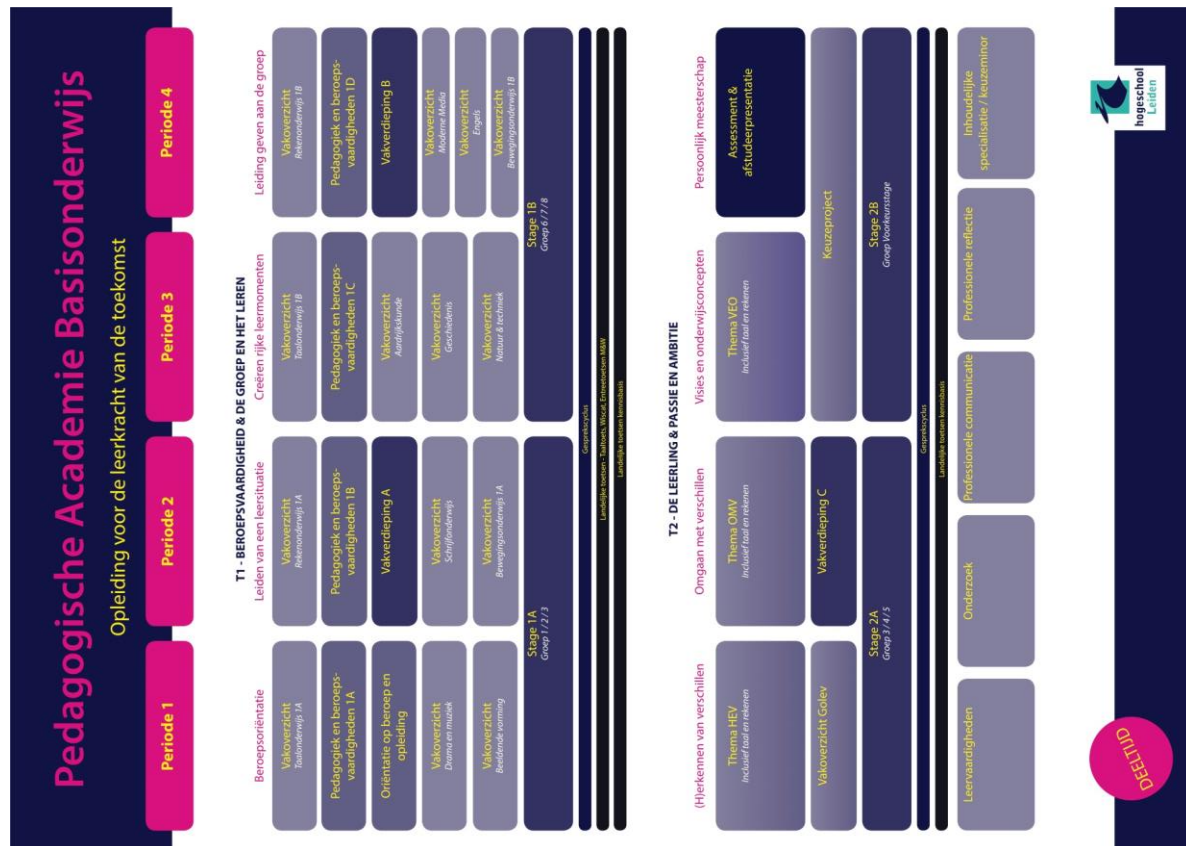 Pedagogische Academie Basisonderwijs
Opleiding voor de leerkracht van de toekomst
Periode 1
Periode 2
Periode 3
Periode 4
T1 - BEROEPSVAARDIGHEID & DE GROEP EN HET LEREN
Beroepsoriëntatie
Leiden van een leesituatie
Creëren rijke leermomenten
Leiding geven aan de groep
Vakoverzicht
Taalonderwijs 1A
Vakoverzicht
Rekenonderwijs 1A
Vakoverzicht
Taalonderwijs 1B
Vakoverzicht
Rekenonderwijs 1B
Pedagogiek en beroeps-
vaardigheden 1A
Pedagogiek en beroeps-
vaardigheden 1B
Pedagogiek en beroeps-
vaardigheden 1C
Pedagogiek en beroeps-
vaardigheden 1D
Oriëntatie op beroep en
opleiding
Vakverdieping A
Vakoverzicht
Aardrijkskunde
Vakverdieping B
Vakoverzicht
Drama en muziek
Vakoverzicht
Schrijfonderwijs
Vakoverzicht
Geschiedenis
Vakoverzicht
Moderne Media
Vakoverzicht
Engels
Vakoverzicht
Beeldende vorming
Vakoverzicht
Bewegingsonderwijs 1A
Vakoverzicht
Natuur & techniek
Vakoverzicht
Bewegingsonderwijs 1B
Stage 1A
Groep 1 / 2 / 3
Stage 1B
Groep 6 / 7 / 8
Gesprekscyclus
Landelijke toetsen - Taaltoets, Wiscat, Entreetoetsen M&W
Landelijke toetsen kennisbasis
T2 - DE LEERLING & PASSIE EN AMBITIE
(H)erkennen van verschillen
Omgaan met verschillen
Visies en onderwijsconcepten
Persoonlijk meesterschap
Thema HEV
Inclusief taal en rekenen
Thema OMV
Inclusief taal en rekenen
Thema VEO
Inclusief taal en rekenen
Assessment &
afstudeerpresentatie
Vakoverzicht Golev
Vakverdieping C
Keuzeproject
Stage 2A
Groep 3 / 4 / 5
Stage 2B
Groep Voorkeursstage
Gesprekscyclus
Landelijke toetsen kennisbasis
Leervaardigheden
Onderzoek
Professionele communicatie
Professionele reflectie
Inhoudelijke
specialisatie / keuzeminor
DEELTIJD
hogeschool
Leiden